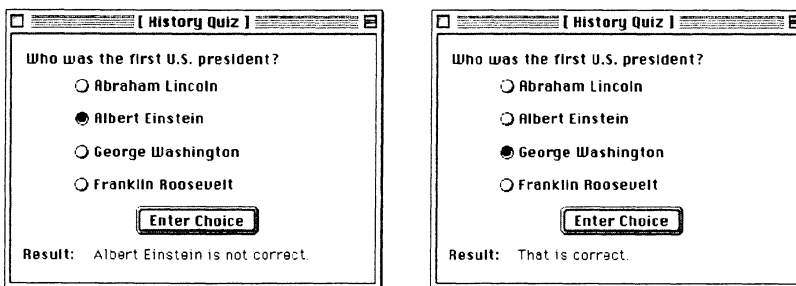 [ History Quiz ]
Who was the first U.S. president?
Abraham Lincoln
Albert Einstein
George Washington
Franklin Roosevelt
Enter Choice
Result: Albert Einstein is not correct.
[ History Quiz ]
Who was the first U.S. president?
Abraham Lincoln
Albert Einstein
George Washington
Franklin Roosevelt
Enter Choice
Result: That is correct.